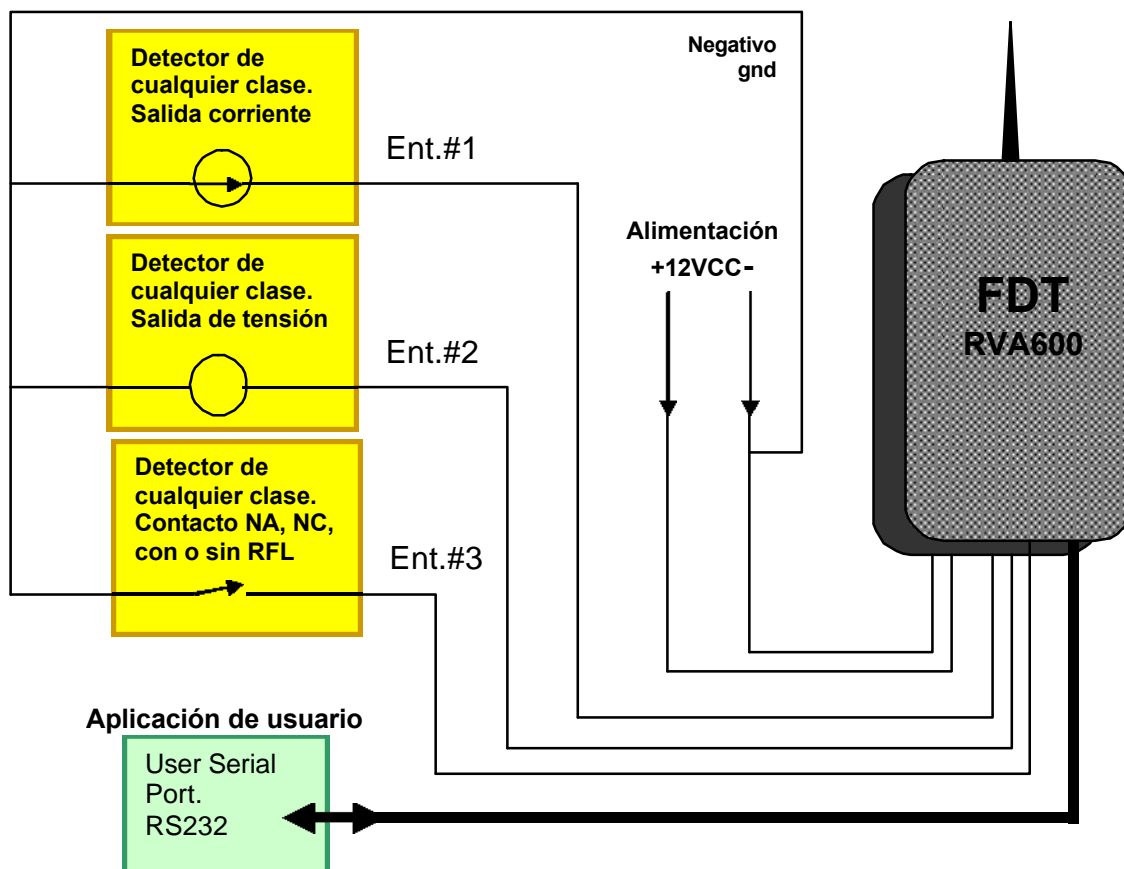 Detector de
cualquier clase.
Salida corriente
Ent.#1
Negativo
gnd
Detector de
cualquier clase.
Salida de tensión
Ent.#2
Alimentación
+12VCC-
FDT
RVA600
Detector de
cualquier clase.
Contacto NA, NC,
con o sin RFL
Ent.#3
Aplicación de usuario
User Serial
Port.
RS232